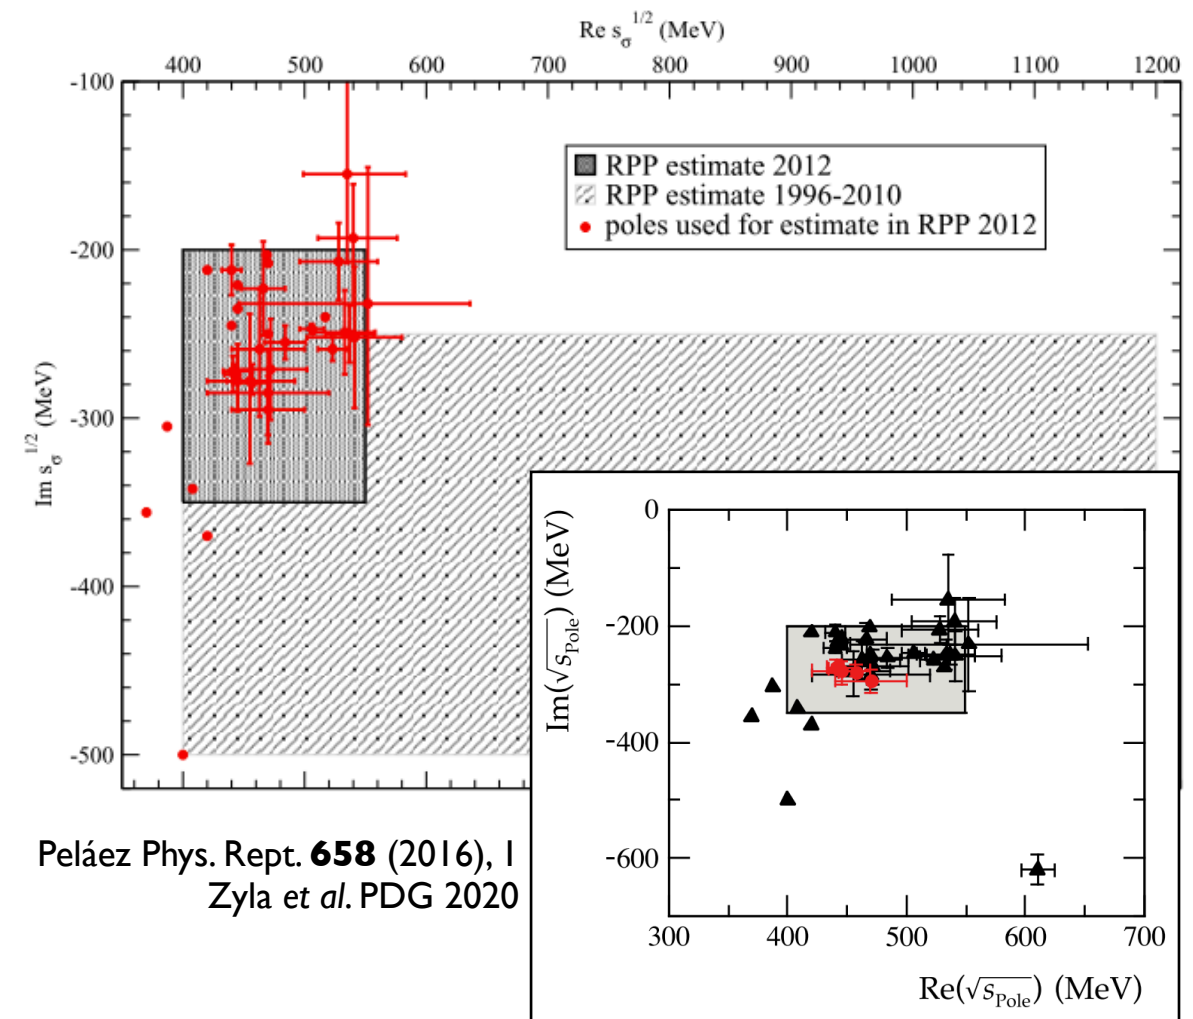 Re s_σ^1/2 (MeV)
400 500 600 700 800 900 1000 1100 1200
-100
-200
-300
-400
-500
Im s_σ^1/2 (MeV)
RPP estimate 2012
RPP estimate 1996-2010
poles used for estimate in RPP 2012
0
-200
-400
-600
Im(√s_Pole) (MeV)
300 400 500 600 700
Re(√s_Pole) (MeV)
Peláez Phys. Rept. 658 (2016), 1
Zyla et al. PDG 2020